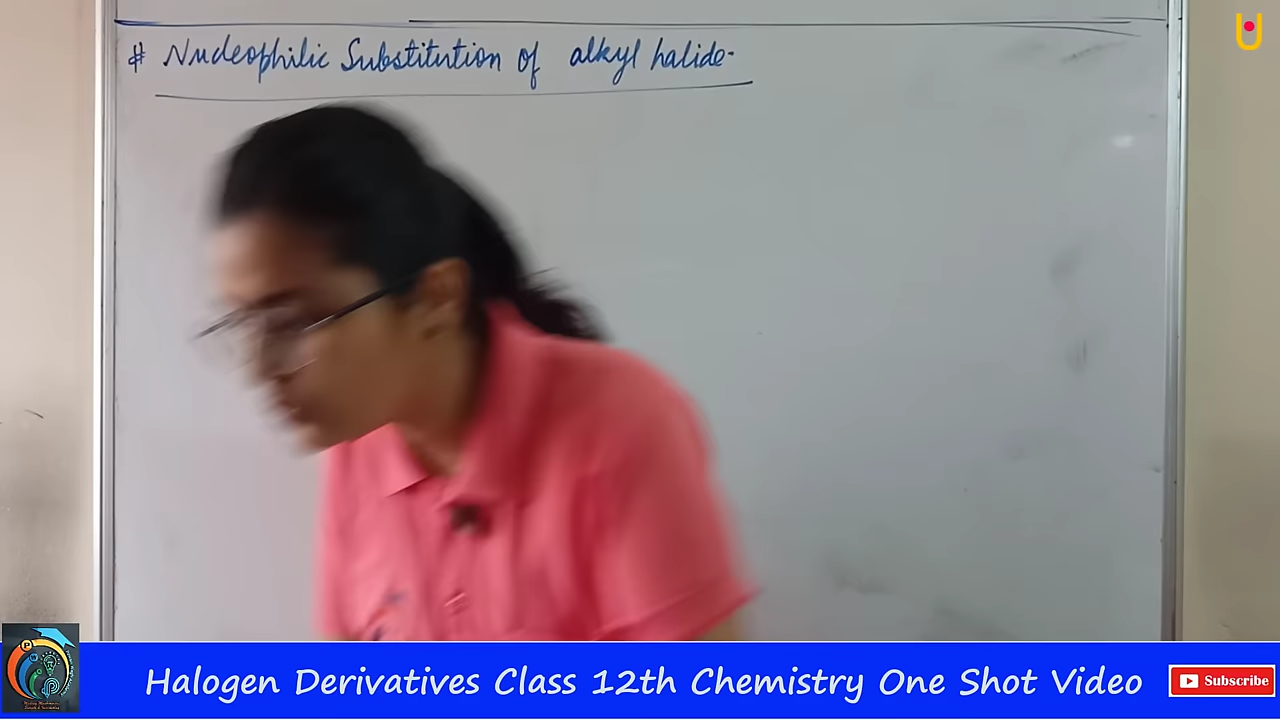 # Nucleophilic Substitution of alkyl halide-
Halogen Derivatives Class 12th Chemistry One Shot Video
Subscribe